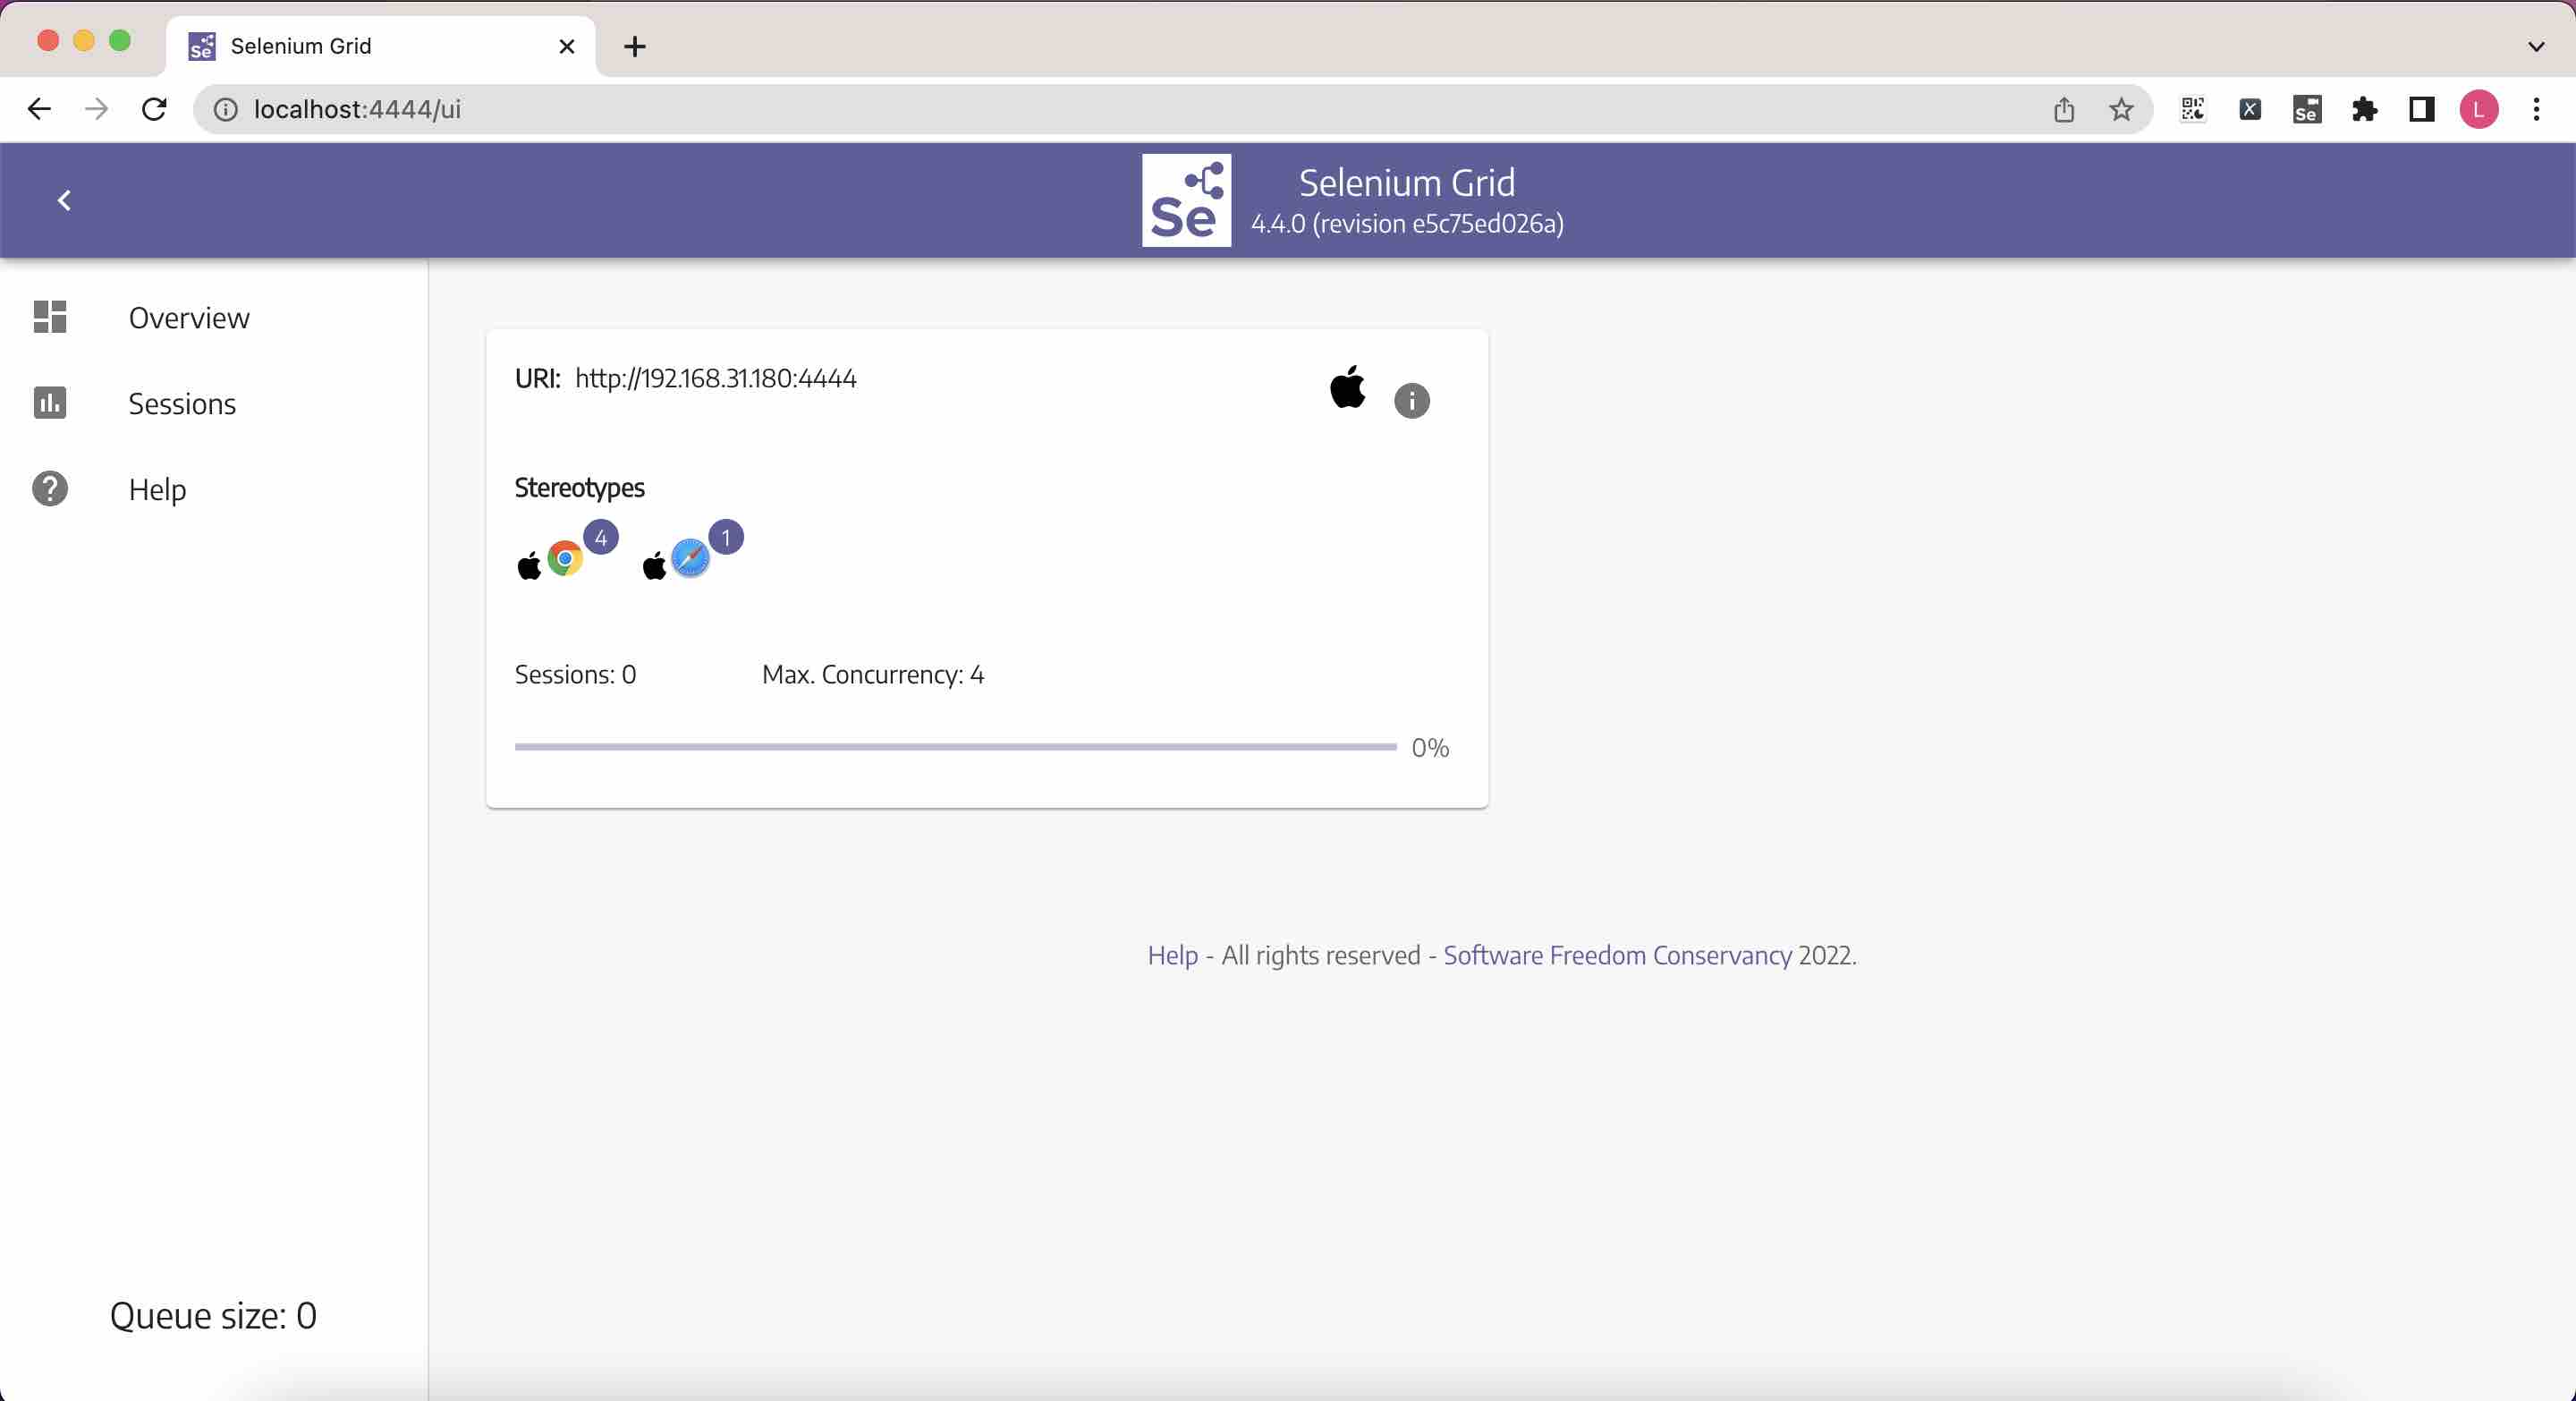 Selenium Grid
localhost:4444/ui
Se
L
Se
Selenium Grid
4.4.0 (revision e5c75ed026a)
Overview
Sessions
Help
URI: http://192.168.31.180:4444
Stereotypes
4 1
Sessions: 0 Max. Concurrency: 4
0%
Help - All rights reserved - Software Freedom Conservancy 2022.
Queue size: 0